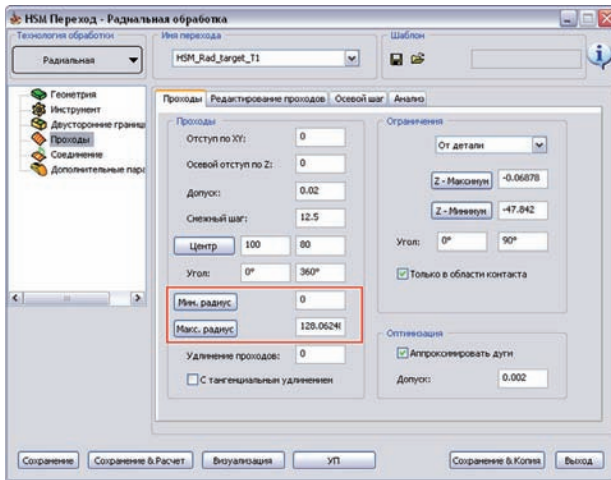 HSM Переход - Радиальная обработка
Технология обработки
Радиальная
Имя перехода
HSM_Rad_target_T1
Шаблон
Геометрия
Инструмент
Двусторонние границы
Проходы
Соединение
Дополнительные пара
Проходы
Редактирование проходов
Осевой шаг
Анализ
Проходы
Отступ по XY:
0
Осевой отступ по Z:
0
Допуск:
0.02
Смежный шаг:
12.5
Центр
100
80
Угол:
0°
360°
Мин. радиус
0
Макс. радиус
128.0624
Удлинение проходов:
0
С тангенциальным удлинением
Ограничения
От детали
Z - Максимум
-0.06878
Z - Минимум
-47.842
Угол:
0°
90°
Только в области контакта
Оптимизация
Аппроксимировать дуги
Допуск:
0.002
Сохранение
Сохранение & Расчет
Визуализация
УП
Сохранение & Копия
Выход